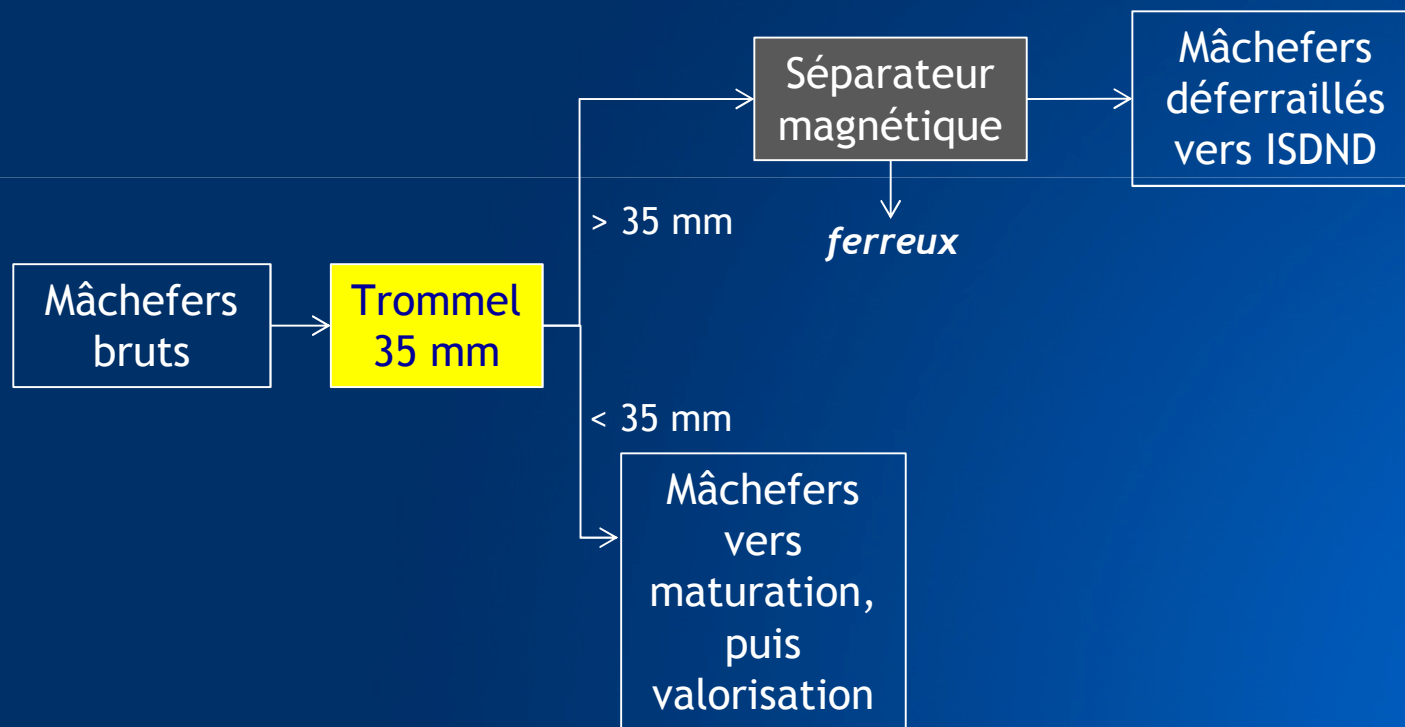 Mâchefers
bruts
Trommel
35 mm
> 35 mm
Séparateur
magnétique
ferreux
Mâchefers
déferraillés
vers ISDND
< 35 mm
Mâchefers
vers
maturation,
puis
valorisation